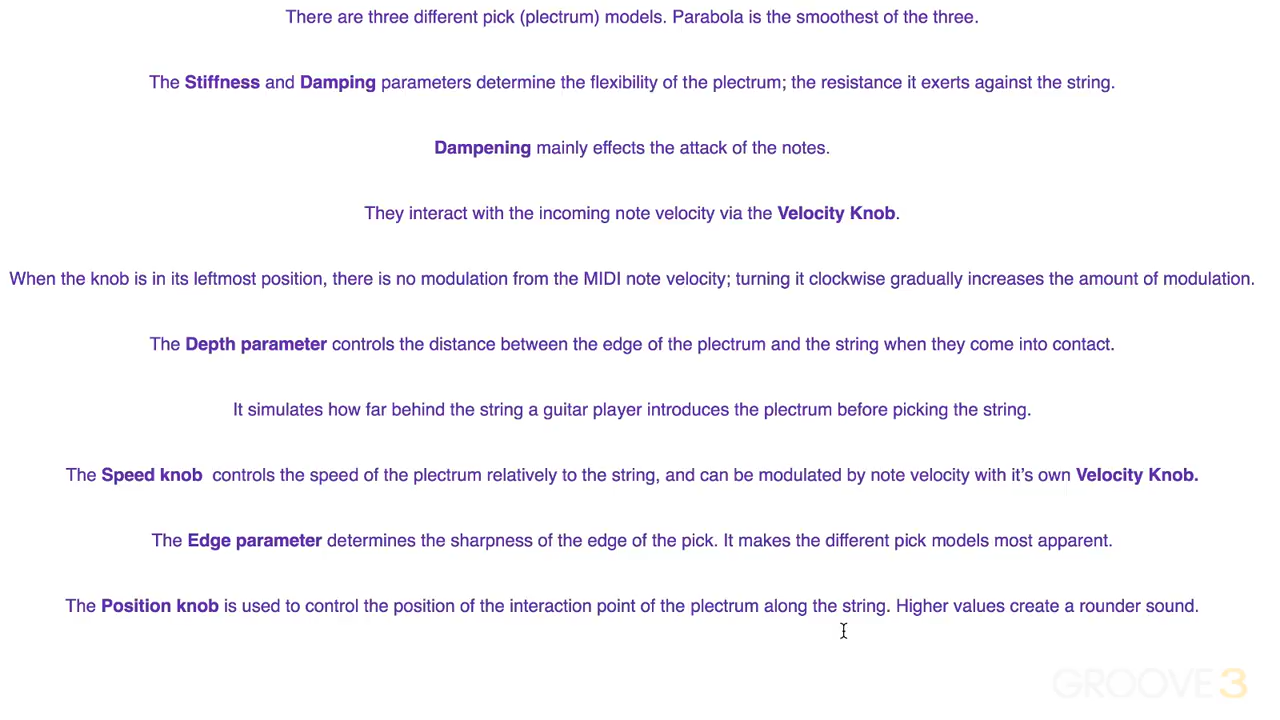 There are three different pick (plectrum) models. Parabola is the smoothest of the three.
The Stiffness and Damping parameters determine the flexibility of the plectrum; the resistance it exerts against the string.
Dampening mainly effects the attack of the notes.
They interact with the incoming note velocity via the Velocity Knob.
When the knob is in its leftmost position, there is no modulation from the MIDI note velocity; turning it clockwise gradually increases the amount of modulation.
The Depth parameter controls the distance between the edge of the plectrum and the string when they come into contact.
It simulates how far behind the string a guitar player introduces the plectrum before picking the string.
The Speed knob  controls the speed of the plectrum relatively to the string, and can be modulated by note velocity with it’s own Velocity Knob.
The Edge parameter determines the sharpness of the edge of the pick. It makes the different pick models most apparent.
The Position knob is used to control the position of the interaction point of the plectrum along the string. Higher values create a rounder sound.
GROOVE3